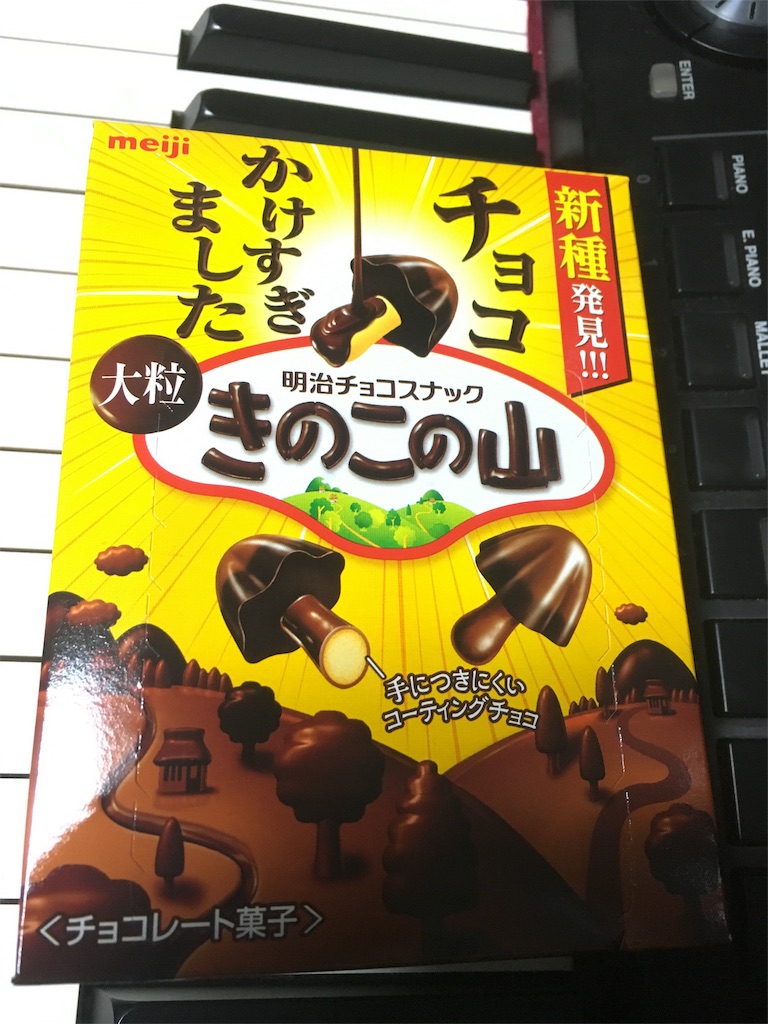 meiji
チョコ
かけすぎ
ました
新種発見!!!
大粒
明治チョコスナック
きのこの山
手につきにくい
コーティングチョコ
<チョコレート菓子>
ENTER
PIANO
E. PIANO
MALLET
0